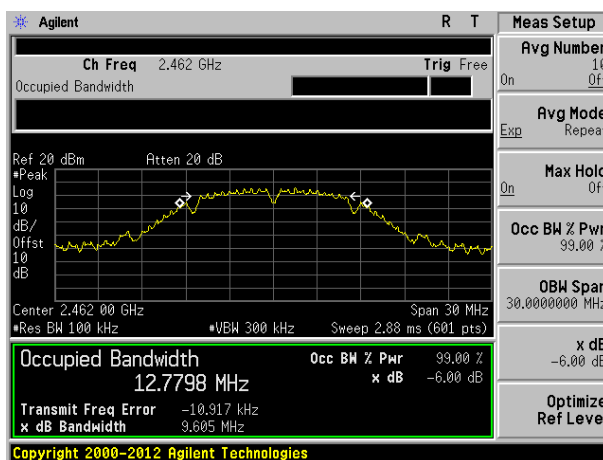 Agilent R T
Ch Freq 2.462 GHz Trig Free
Occupied Bandwidth
Ref 20 dBm Atten 20 dB
#Peak
Log
10
dB/
Offst
10
dB
Center 2.462 00 GHz Span 30 MHz
#Res BW 100 kHz #VBW 300 kHz Sweep 2.88 ms (601 pts)
Occupied Bandwidth
12.7798 MHz
Occ BW % Pwr 99.00 %
x dB -6.00 dB
Transmit Freq Error -10.917 kHz
x dB Bandwidth 9.605 MHz
Copyright 2000-2012 Agilent Technologies
Meas Setup
Avg Number
10
On Of
Avg Mode
Exp Repea
Max Hold
On Of
Occ BW % Pwr
99.00 %
OBW Span
30.0000000 MHz
x dB
-6.00 dB
Optimize
Ref Leve